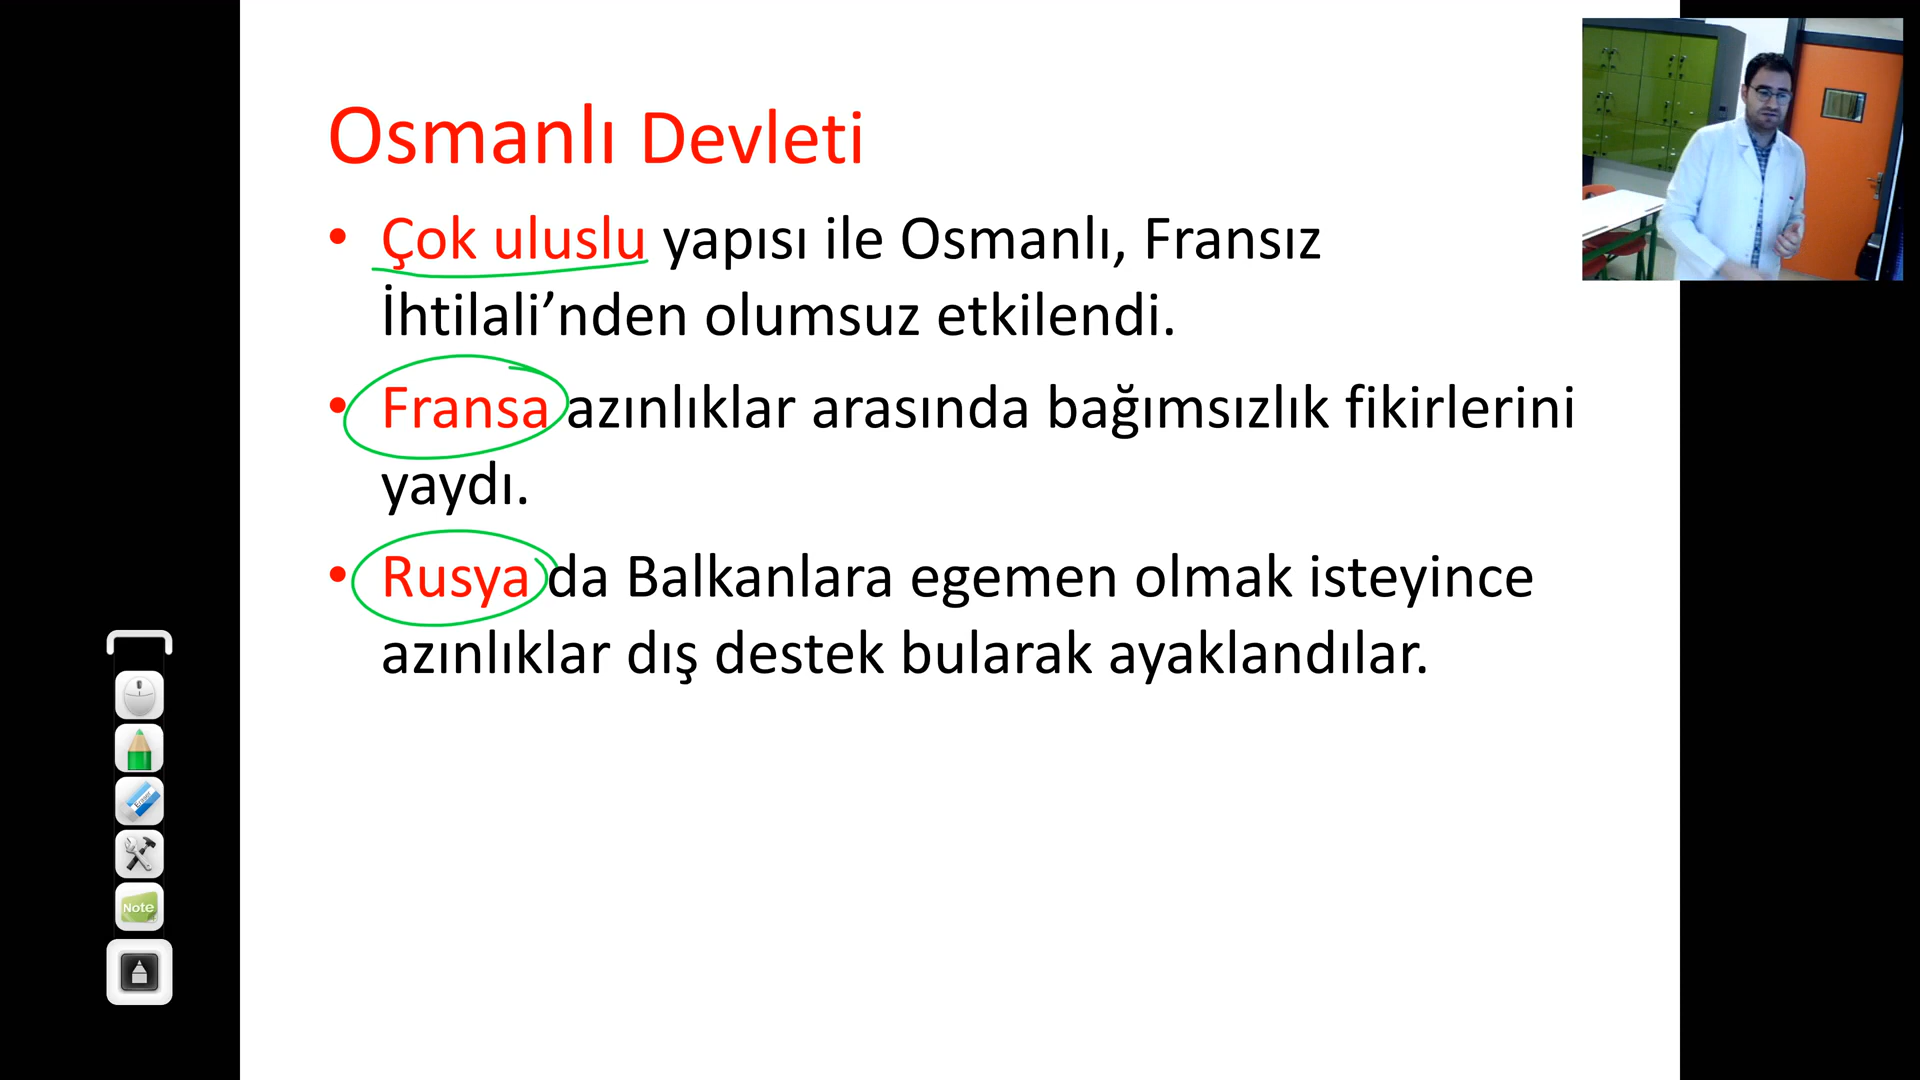 Osmanlı Devleti
• Çok uluslu yapısı ile Osmanlı, Fransız
İhtilali’nden olumsuz etkilendi.
• Fransa azınlıklar arasında bağımsızlık fikirlerini
yaydı.
• Rusya da Balkanlara egemen olmak isteyince
azınlıklar dış destek bularak ayaklandılar.
Eraser
Note